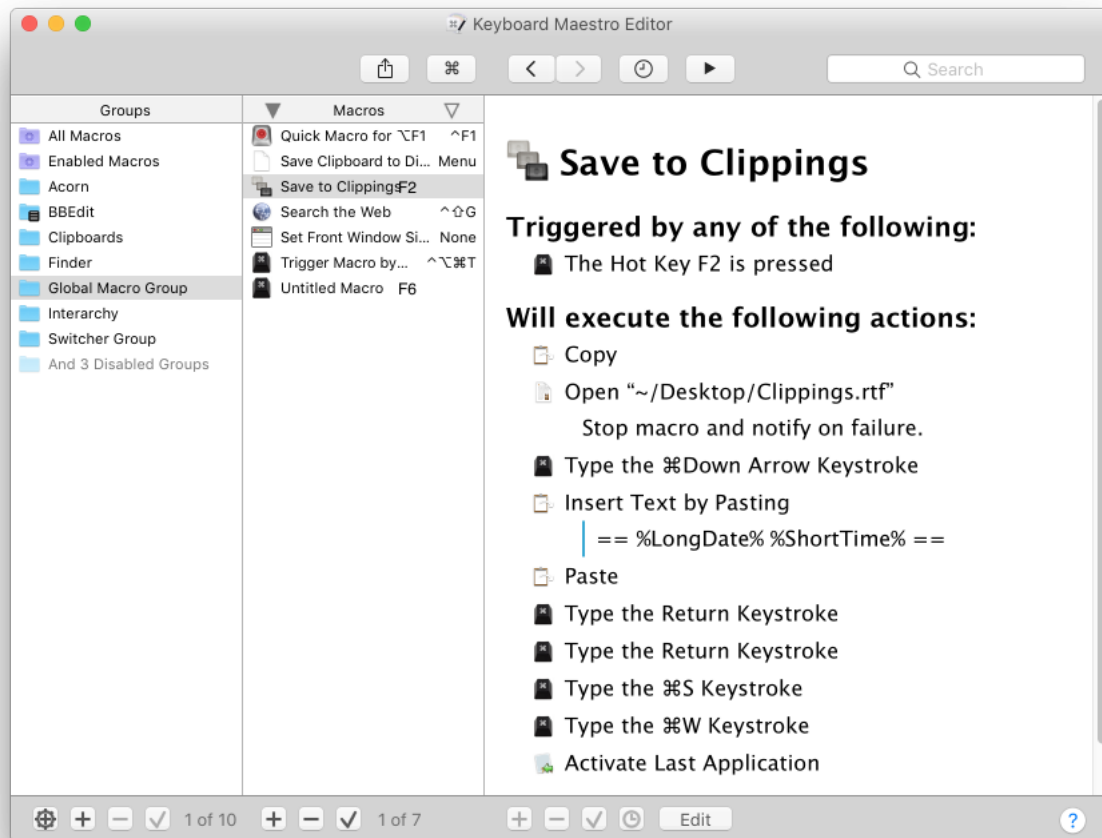 Keyboard Maestro Editor
⌘
Search
Groups
All Macros
Enabled Macros
Acorn
BBEdit
Clipboards
Finder
Global Macro Group
Interarchy
Switcher Group
And 3 Disabled Groups
Macros
Quick Macro for ⌥F1 ^F1
Save Clipboard to Di... Menu
Save to Clippings F2
Search the Web ^⇧G
Set Front Window Si... None
Trigger Macro by... ^⌥⌘T
Untitled Macro F6
Save to Clippings
Triggered by any of the following:
The Hot Key F2 is pressed
Will execute the following actions:
Copy
Open “~/Desktop/Clippings.rtf”
Stop macro and notify on failure.
Type the ⌘Down Arrow Keystroke
Insert Text by Pasting
== %LongDate% %ShortTime% ==
Paste
Type the Return Keystroke
Type the Return Keystroke
Type the ⌘S Keystroke
Type the ⌘W Keystroke
Activate Last Application
1 of 10
1 of 7
Edit
?